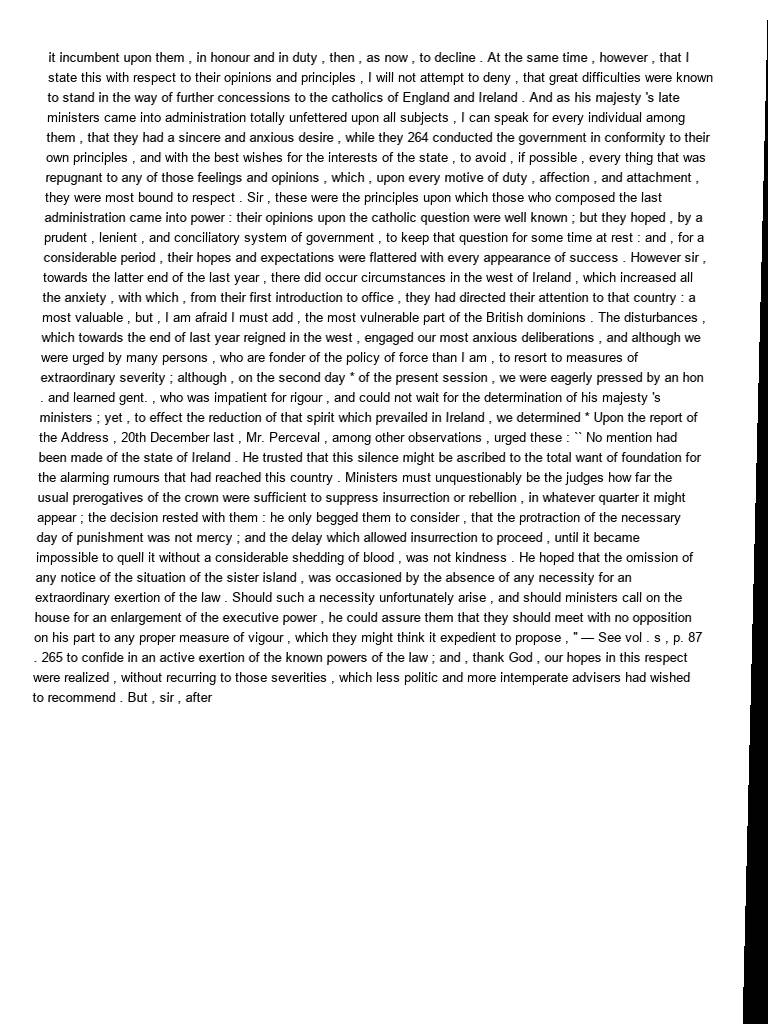 it incumbent upon them , in honour and in duty , then , as now , to decline . At the same time , however , that I
state this with respect to their opinions and principles , I will not attempt to deny , that great difficulties were known
to stand in the way of further concessions to the catholics of England and Ireland . And as his majesty 's late
ministers came into administration totally unfettered upon all subjects , I can speak for every individual among
them , that they had a sincere and anxious desire , while they 264 conducted the government in conformity to their
own principles , and with the best wishes for the interests of the state , to avoid , if possible , every thing that was
repugnant to any of those feelings and opinions , which , upon every motive of duty , affection , and attachment ,
they were most bound to respect . Sir , these were the principles upon which those who composed the last
administration came into power : their opinions upon the catholic question were well known ; but they hoped , by a
prudent , lenient , and conciliatory system of government , to keep that question for some time at rest : and , for a
considerable period , their hopes and expectations were flattered with every appearance of success . However sir ,
towards the latter end of the last year , there did occur circumstances in the west of Ireland , which increased all
the anxiety , with which , from their first introduction to office , they had directed their attention to that country : a
most valuable , but , I am afraid I must add , the most vulnerable part of the British dominions . The disturbances ,
which towards the end of last year reigned in the west , engaged our most anxious deliberations , and although we
were urged by many persons , who are fonder of the policy of force than I am , to resort to measures of
extraordinary severity ; although , on the second day * of the present session , we were eagerly pressed by an hon
. and learned gent. , who was impatient for rigour , and could not wait for the determination of his majesty 's
ministers ; yet , to effect the reduction of that spirit which prevailed in Ireland , we determined * Upon the report of
the Address , 20th December last , Mr. Perceval , among other observations , urged these : `` No mention had
been made of the state of Ireland . He trusted that this silence might be ascribed to the total want of foundation for
the alarming rumours that had reached this country . Ministers must unquestionably be the judges how far the
usual prerogatives of the crown were sufficient to suppress insurrection or rebellion , in whatever quarter it might
appear ; the decision rested with them : he only begged them to consider , that the protraction of the necessary
day of punishment was not mercy ; and the delay which allowed insurrection to proceed , until it became
impossible to quell it without a considerable shedding of blood , was not kindness . He hoped that the omission of
any notice of the situation of the sister island , was occasioned by the absence of any necessity for an
extraordinary exertion of the law . Should such a necessity unfortunately arise , and should ministers call on the
house for an enlargement of the executive power , he could assure them that they should meet with no opposition
on his part to any proper measure of vigour , which they might think it expedient to propose , '' — See vol . s , p. 87
. 265 to confide in an active exertion of the known powers of the law ; and , thank God , our hopes in this respect
were realized , without recurring to those severities , which less politic and more intemperate advisers had wished
to recommend . But , sir , after